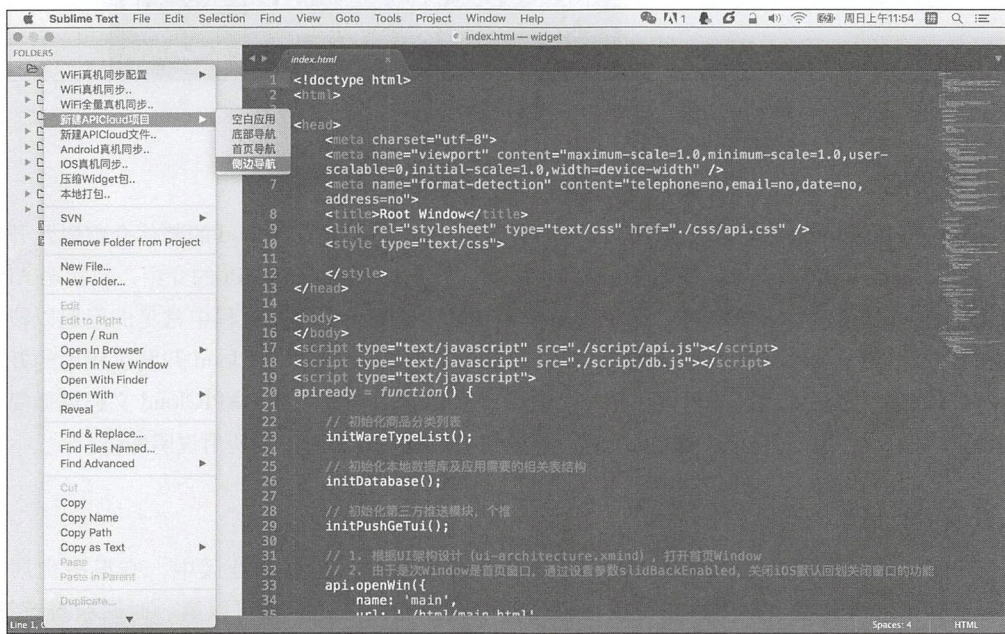 Sublime Text File Edit Selection Find View Goto Tools Project Window Help 1 周日上午11:54
index.html — widget
FOLDERS
index.html
WiFi真机同步配置
WiFi真机同步..
WiFi全量真机同步..
新建APICloud项目
新建APICloud文件..
Android真机同步..
IOS真机同步..
压缩Widget包..
本地打包..
SVN
Remove Folder from Project
New File...
New Folder...
Edit
Edit to Right
Open / Run
Open In Browser
Open In New Window
Open With Finder
Open With
Reveal
Find & Replace...
Find Files Named...
Find Advanced
Cut
Copy
Copy Name
Copy Path
Copy as Text
Paste
Paste in Parent
Duplicate...
空白应用
底部导航
首页导航
侧边导航
1 <!doctype html>
2 <html>
<head>
<meta charset="utf-8">
<meta name="viewport" content="maximum-scale=1.0,minimum-scale=1.0,user-
scalable=0,initial-scale=1.0,width=device-width" />
7 <meta name="format-detection" content="telephone=no,email=no,date=no,
address=no">
8 <title>Root Window</title>
9 <link rel="stylesheet" type="text/css" href="./css/api.css" />
10 <style type="text/css">
11
12 </style>
13 </head>
14
15 <body>
16 </body>
17 <script type="text/javascript" src="./script/api.js"></script>
18 <script type="text/javascript" src="./script/db.js"></script>
19 <script type="text/javascript">
20 apiready = function() {
21
22 // 初始化商品分类列表
23 initWareTypeList();
24
25 // 初始化本地数据库及应用需要的相关表结构
26 initDatabase();
27
28 // 初始化第三方推送模块，个推
29 initPushGeTui();
30
31 // 1. 根据UI架构设计（ui-architecture.xmind），打开首页Window
32 // 2. 由于是次Window是首页窗口，通过设置参数slidBackEnabled，关闭iOS默认回划关闭窗口的功能
33 api.openWin({
34 name: 'main',
35 url: './html/main.html'
Line 1, Spaces: 4 HTML